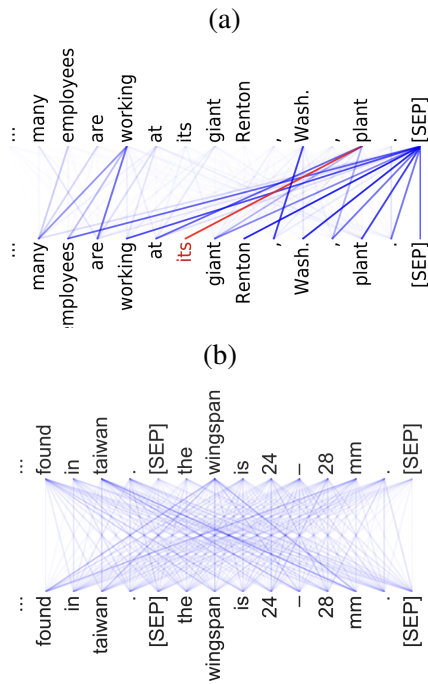 (a)
... many employees are working at its giant Renton , Wash. , plant . [SEP]
... many employees are working at its giant Renton , Wash. , plant . [SEP]
(b)
... found in taiwan . [SEP] the wingspan is 24 – 28 mm . [SEP]
... found in taiwan . [SEP] the wingspan is 24 – 28 mm . [SEP]